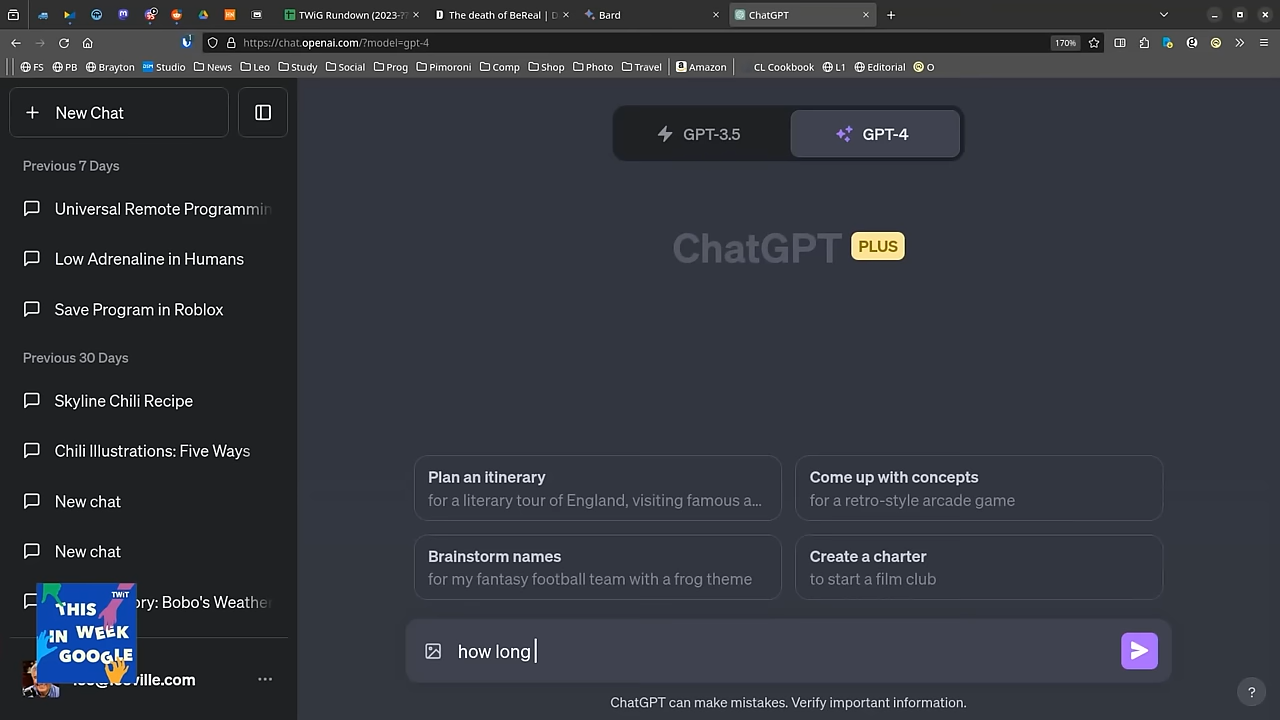 TWiG Rundown (2023-??
The death of BeReal | D
Bard
ChatGPT
https://chat.openai.com/?model=gpt-4
170%
FS PB Brayton Studio News Leo Study Social Prog Pimoroni Comp Shop Photo Travel Amazon CL Cookbook L1 Editorial O
New Chat
Previous 7 Days
Universal Remote Programmin
Low Adrenaline in Humans
Save Program in Roblox
Previous 30 Days
Skyline Chili Recipe
Chili Illustrations: Five Ways
New chat
New chat
ory: Bobo's Weathe
TWiT
THIS
IN WEEK
GOOGLE
ville.com
GPT-3.5
GPT-4
ChatGPT PLUS
Plan an itinerary
for a literary tour of England, visiting famous a...
Come up with concepts
for a retro-style arcade game
Brainstorm names
for my fantasy football team with a frog theme
Create a charter
to start a film club
how long
ChatGPT can make mistakes. Verify important information.
?